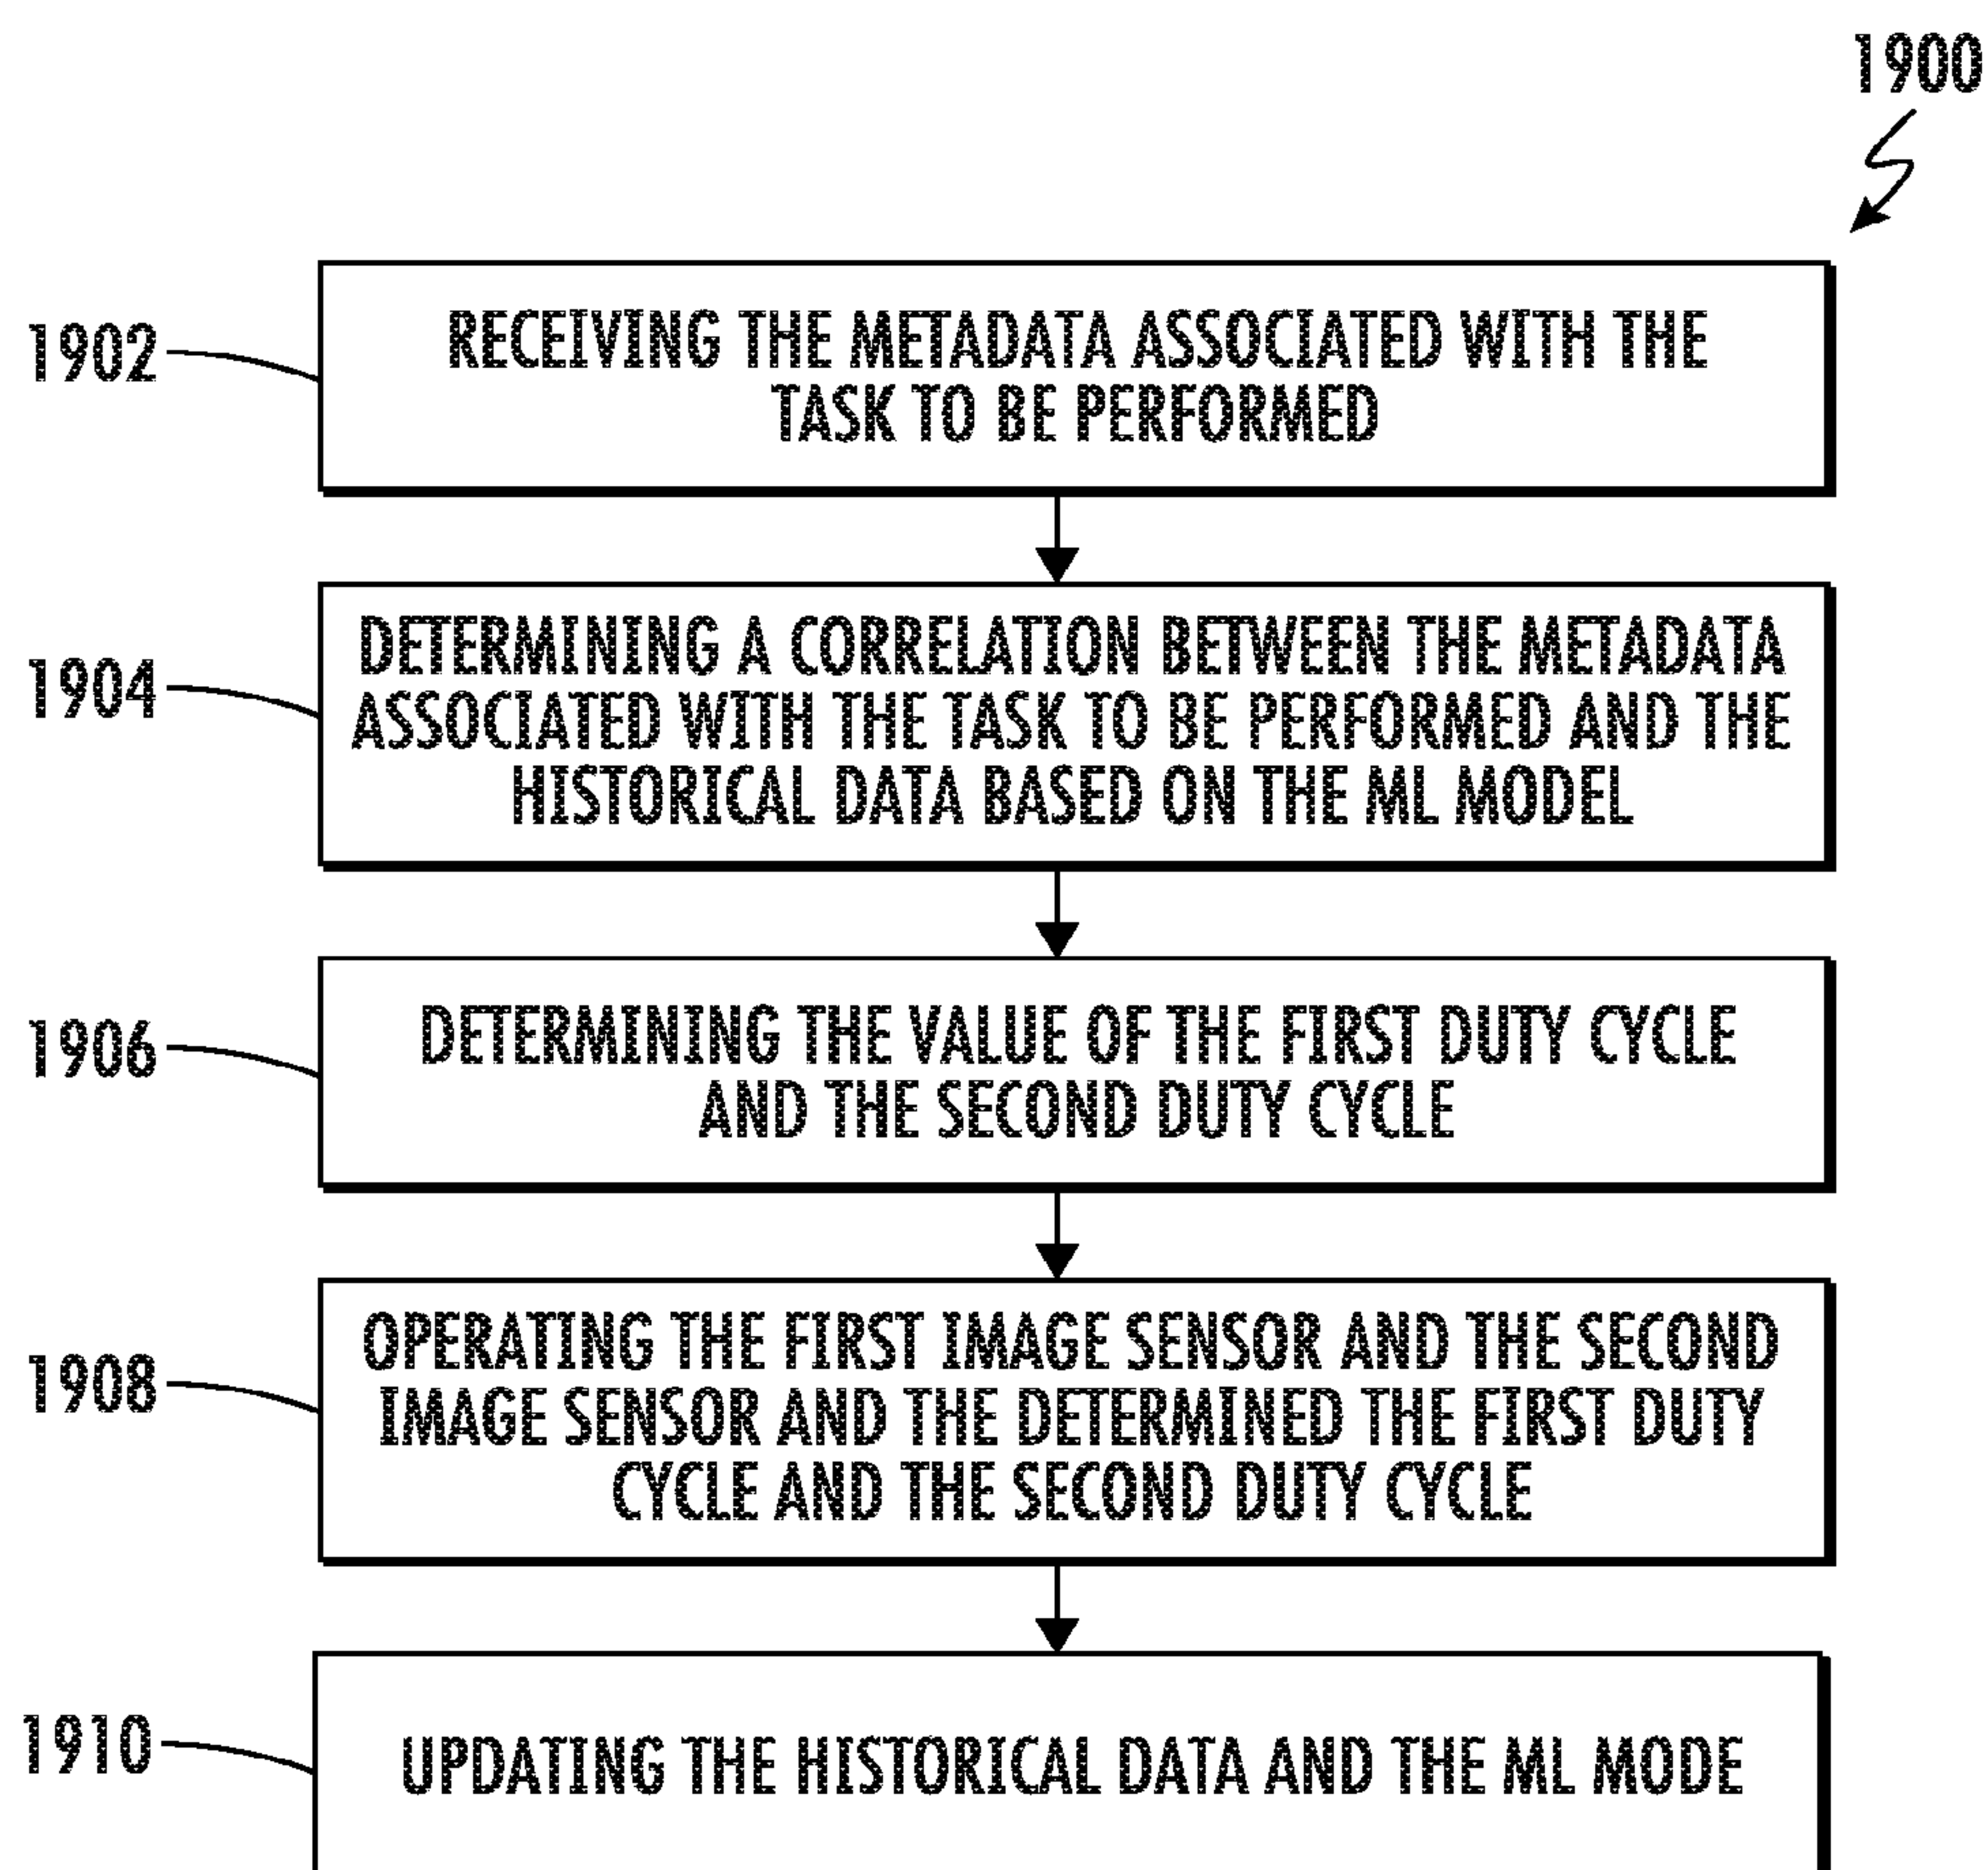 1900
1902
RECEIVING THE METADATA ASSOCIATED WITH THE
TASK TO BE PERFORMED
1904
DETERMINING A CORRELATION BETWEEN THE METADATA
ASSOCIATED WITH THE TASK TO BE PERFORMED AND THE
HISTORICAL DATA BASED ON THE ML MODEL
1906
DETERMINING THE VALUE OF THE FIRST DUTY CYCLE
AND THE SECOND DUTY CYCLE
1908
OPERATING THE FIRST IMAGE SENSOR AND THE SECOND
IMAGE SENSOR AND THE DETERMINED THE FIRST DUTY
CYCLE AND THE SECOND DUTY CYCLE
1910
UPDATING THE HISTORICAL DATA AND THE ML MODE